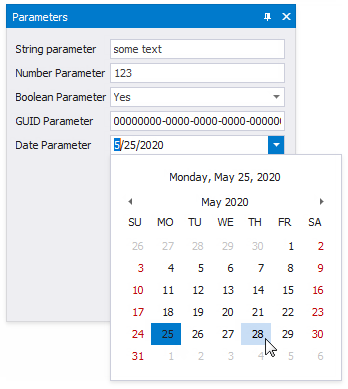 Parameters
String parameter some text
Number Parameter 123
Boolean Parameter Yes
GUID Parameter 00000000-0000-0000-0000-000000
Date Parameter 5/25/2020
Monday, May 25, 2020
May 2020
SU MO TU WE TH FR SA
26 27 28 29 30 1 2
3 4 5 6 7 8 9
10 11 12 13 14 15 16
17 18 19 20 21 22 23
24 25 26 27 28 29 30
31 1 2 3 4 5 6